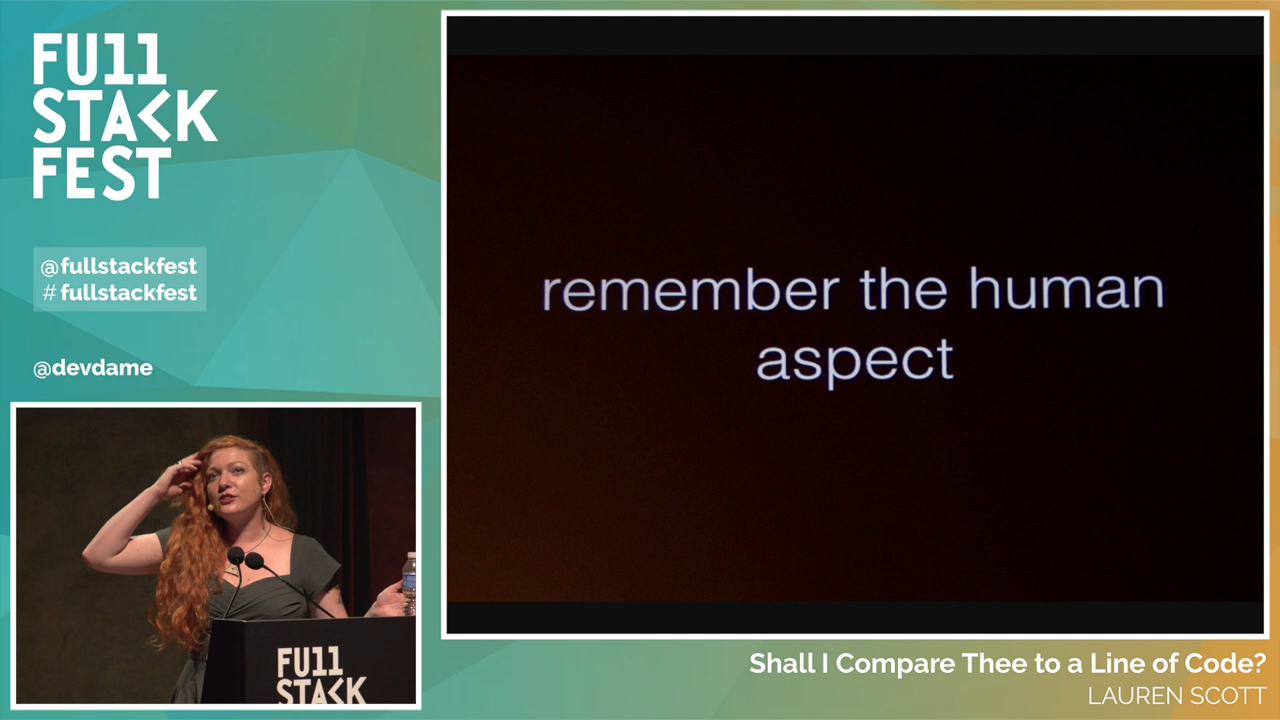 FU11
STACK
FEST
@fullstackfest
# fullstackfest
@devdame
remember the human
aspect
FU11
STACK
Shall I Compare Thee to a Line of Code?
LAUREN SCOTT